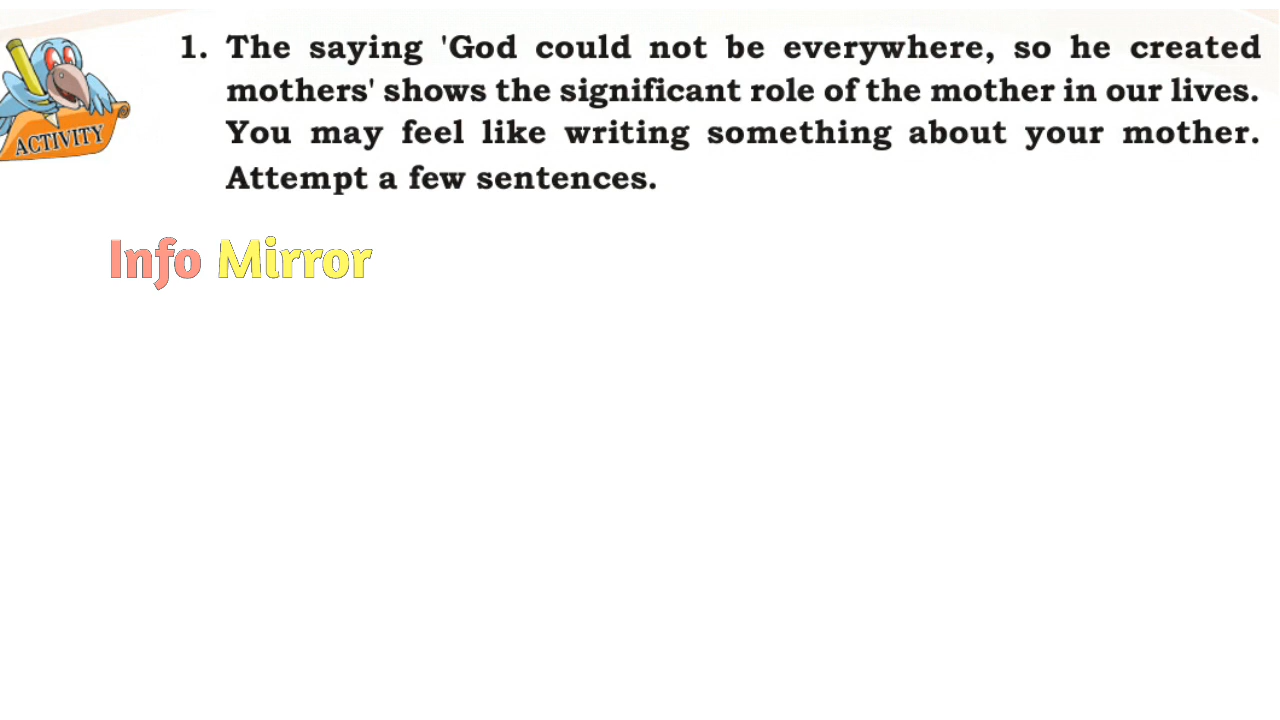 1. The saying 'God could not be everywhere, so he created
mothers' shows the significant role of the mother in our lives.
You may feel like writing something about your mother.
Attempt a few sentences.
ACTIVITY
Info Mirror